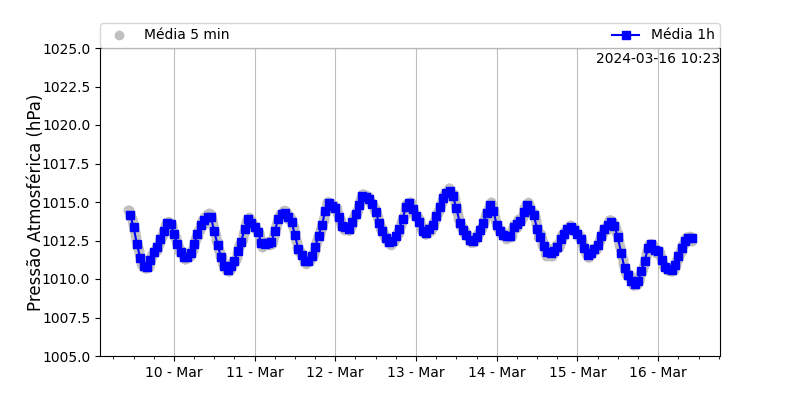 Média 5 min
Média 1h
2024-03-16 10:23
Pressão Atmosférica (hPa)
1025.0
1022.5
1020.0
1017.5
1015.0
1012.5
1010.0
1007.5
1005.0
10 - Mar
11 - Mar
12 - Mar
13 - Mar
14 - Mar
15 - Mar
16 - Mar